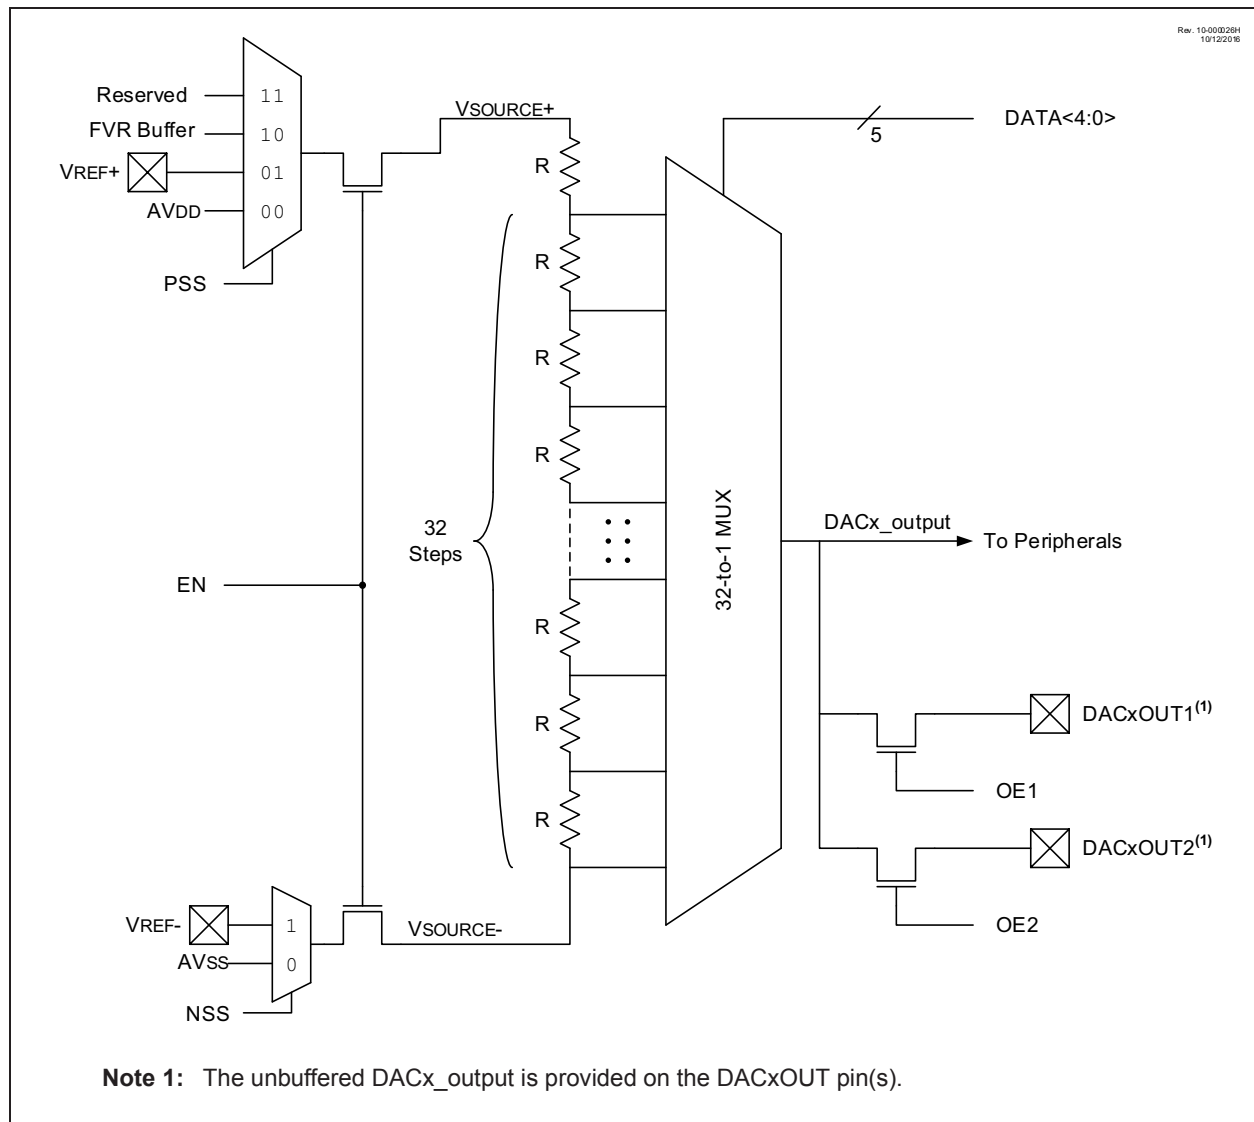 Rev. 10-000026H
10/12/2016
Reserved
11
FVR Buffer
10
VREF+
01
AVDD
00
PSS
VSOURCE+
R
R
R
R
R
R
R
32
Steps
EN
DATA<4:0>
5
32-to-1 MUX
DACx_output
To Peripherals
DACxOUT1(1)
OE1
DACxOUT2(1)
OE2
VREF-
1
AVSS
0
NSS
VSOURCE-
Note 1: The unbuffered DACx_output is provided on the DACxOUT pin(s).